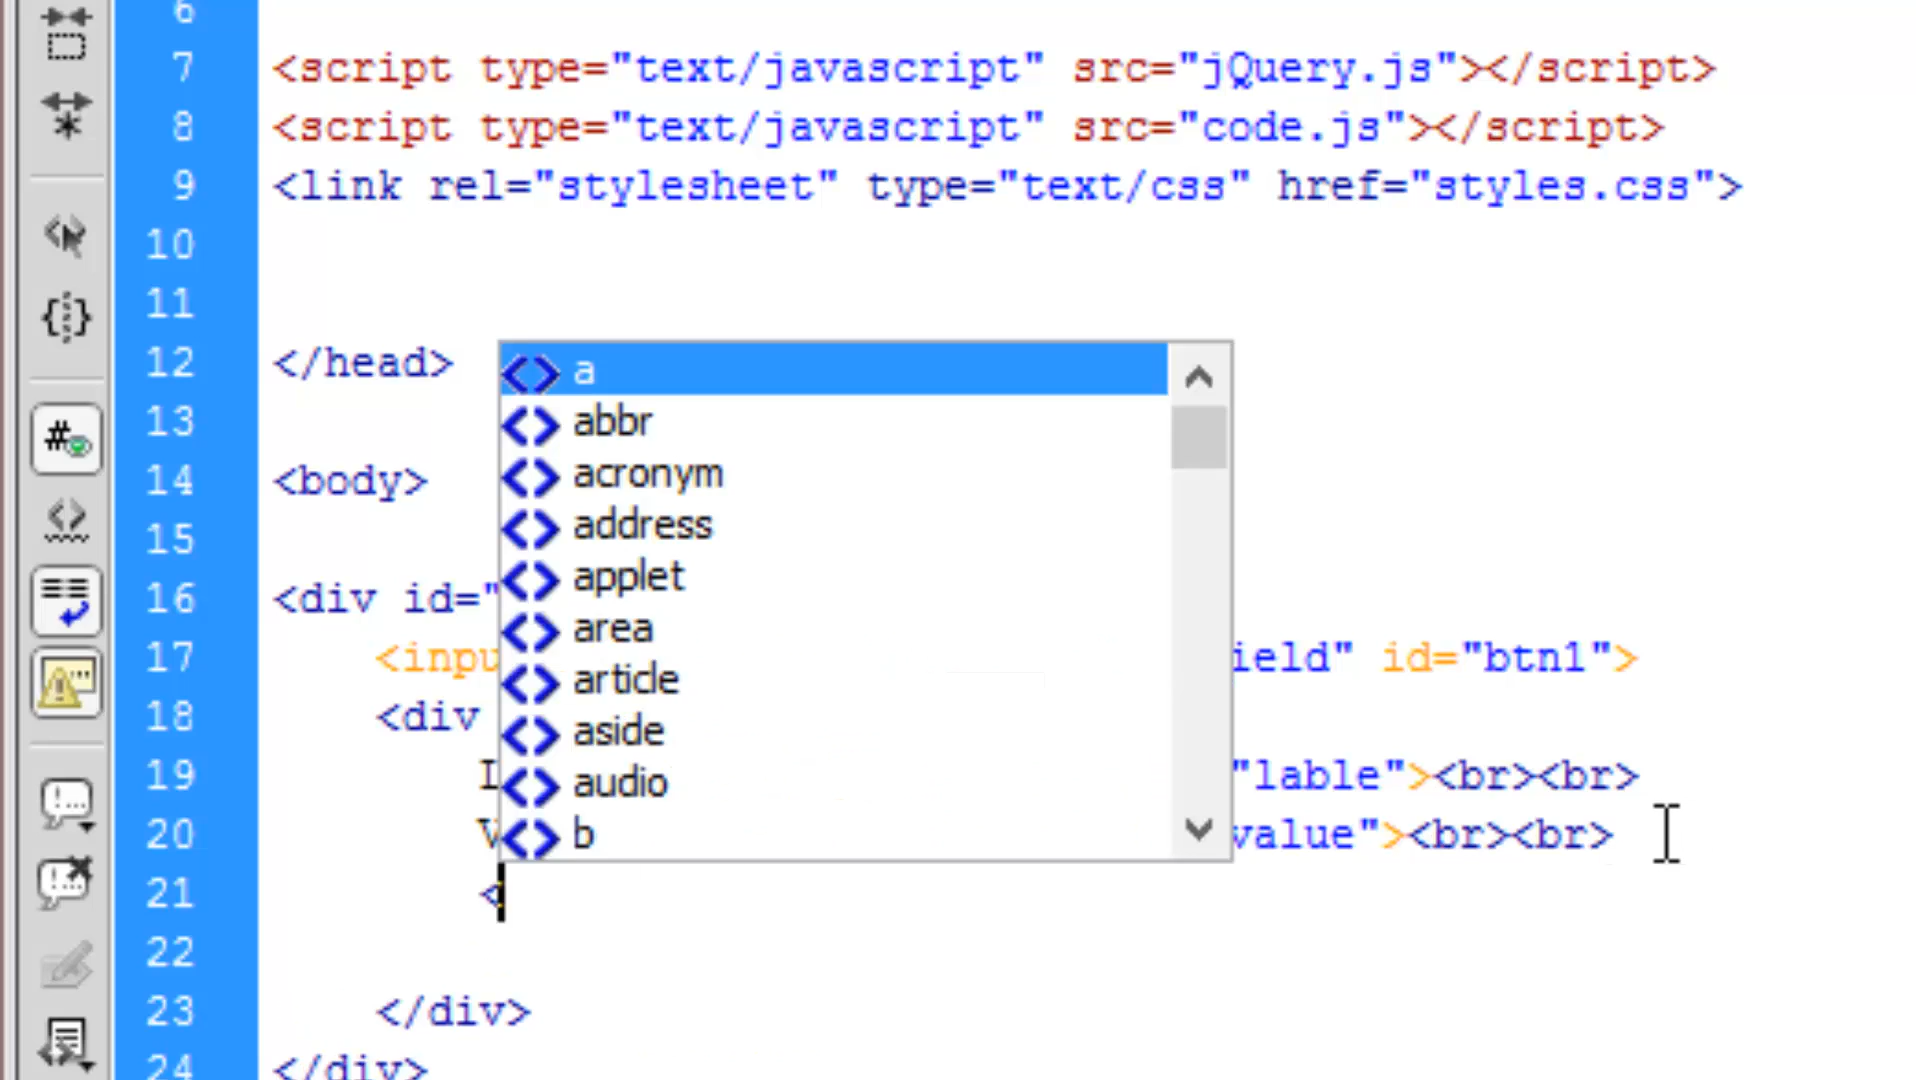 6
7 <script type="text/javascript" src="jQuery.js"></script>
8 <script type="text/javascript" src="code.js"></script>
9 <link rel="stylesheet" type="text/css" href="styles.css">
10
11
12 </head>
13
14 <body>
15
16 <div id="
17 <inpu ield" id="btn1">
18 <div
19 "lable"><br><br>
20 V value"><br><br>
21 <
22
23 </div>
24 </div>
a
abbr
acronym
address
applet
area
article
aside
audio
b